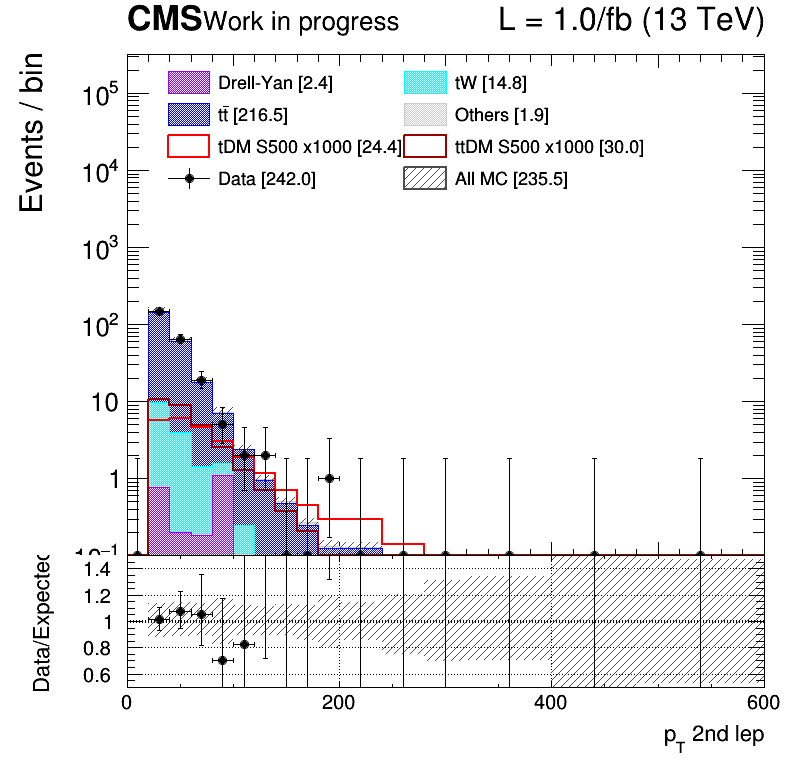 CMS Work in progress L = 1.0/fb (13 TeV)
Drell-Yan [2.4] tW [14.8]
tt̄ [216.5] Others [1.9]
tDM S500 x1000 [24.4] ttDM S500 x1000 [30.0]
Data [242.0] All MC [235.5]
Events / bin
10⁵
10⁴
10³
10²
10
1
10⁻¹
Data/Expected
1.4
1.2
1
0.8
0.6
0 200 400 600
p_T 2nd lep